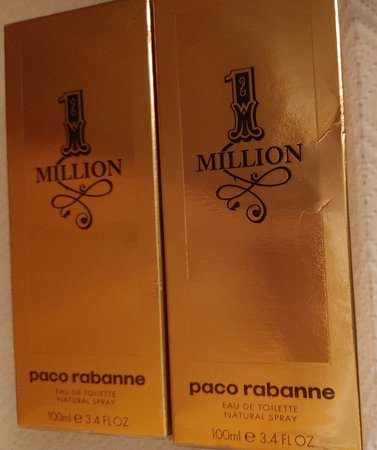 1
MILLION
paco rabanne
EAU DE TOILETTE
NATURAL SPRAY
100ml e 3.4 FL OZ
1
MILLION
paco rabanne
EAU DE TOILETTE
NATURAL SPRAY
100ml e 3.4 FL OZ